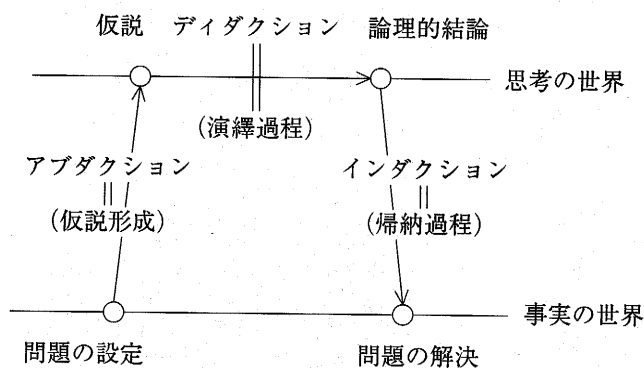 仮説 ディダクション 論理的結論
思考の世界
(演繹過程)
アブダクション インダクション
(仮説形成) (帰納過程)
事実の世界
問題の設定 問題の解決